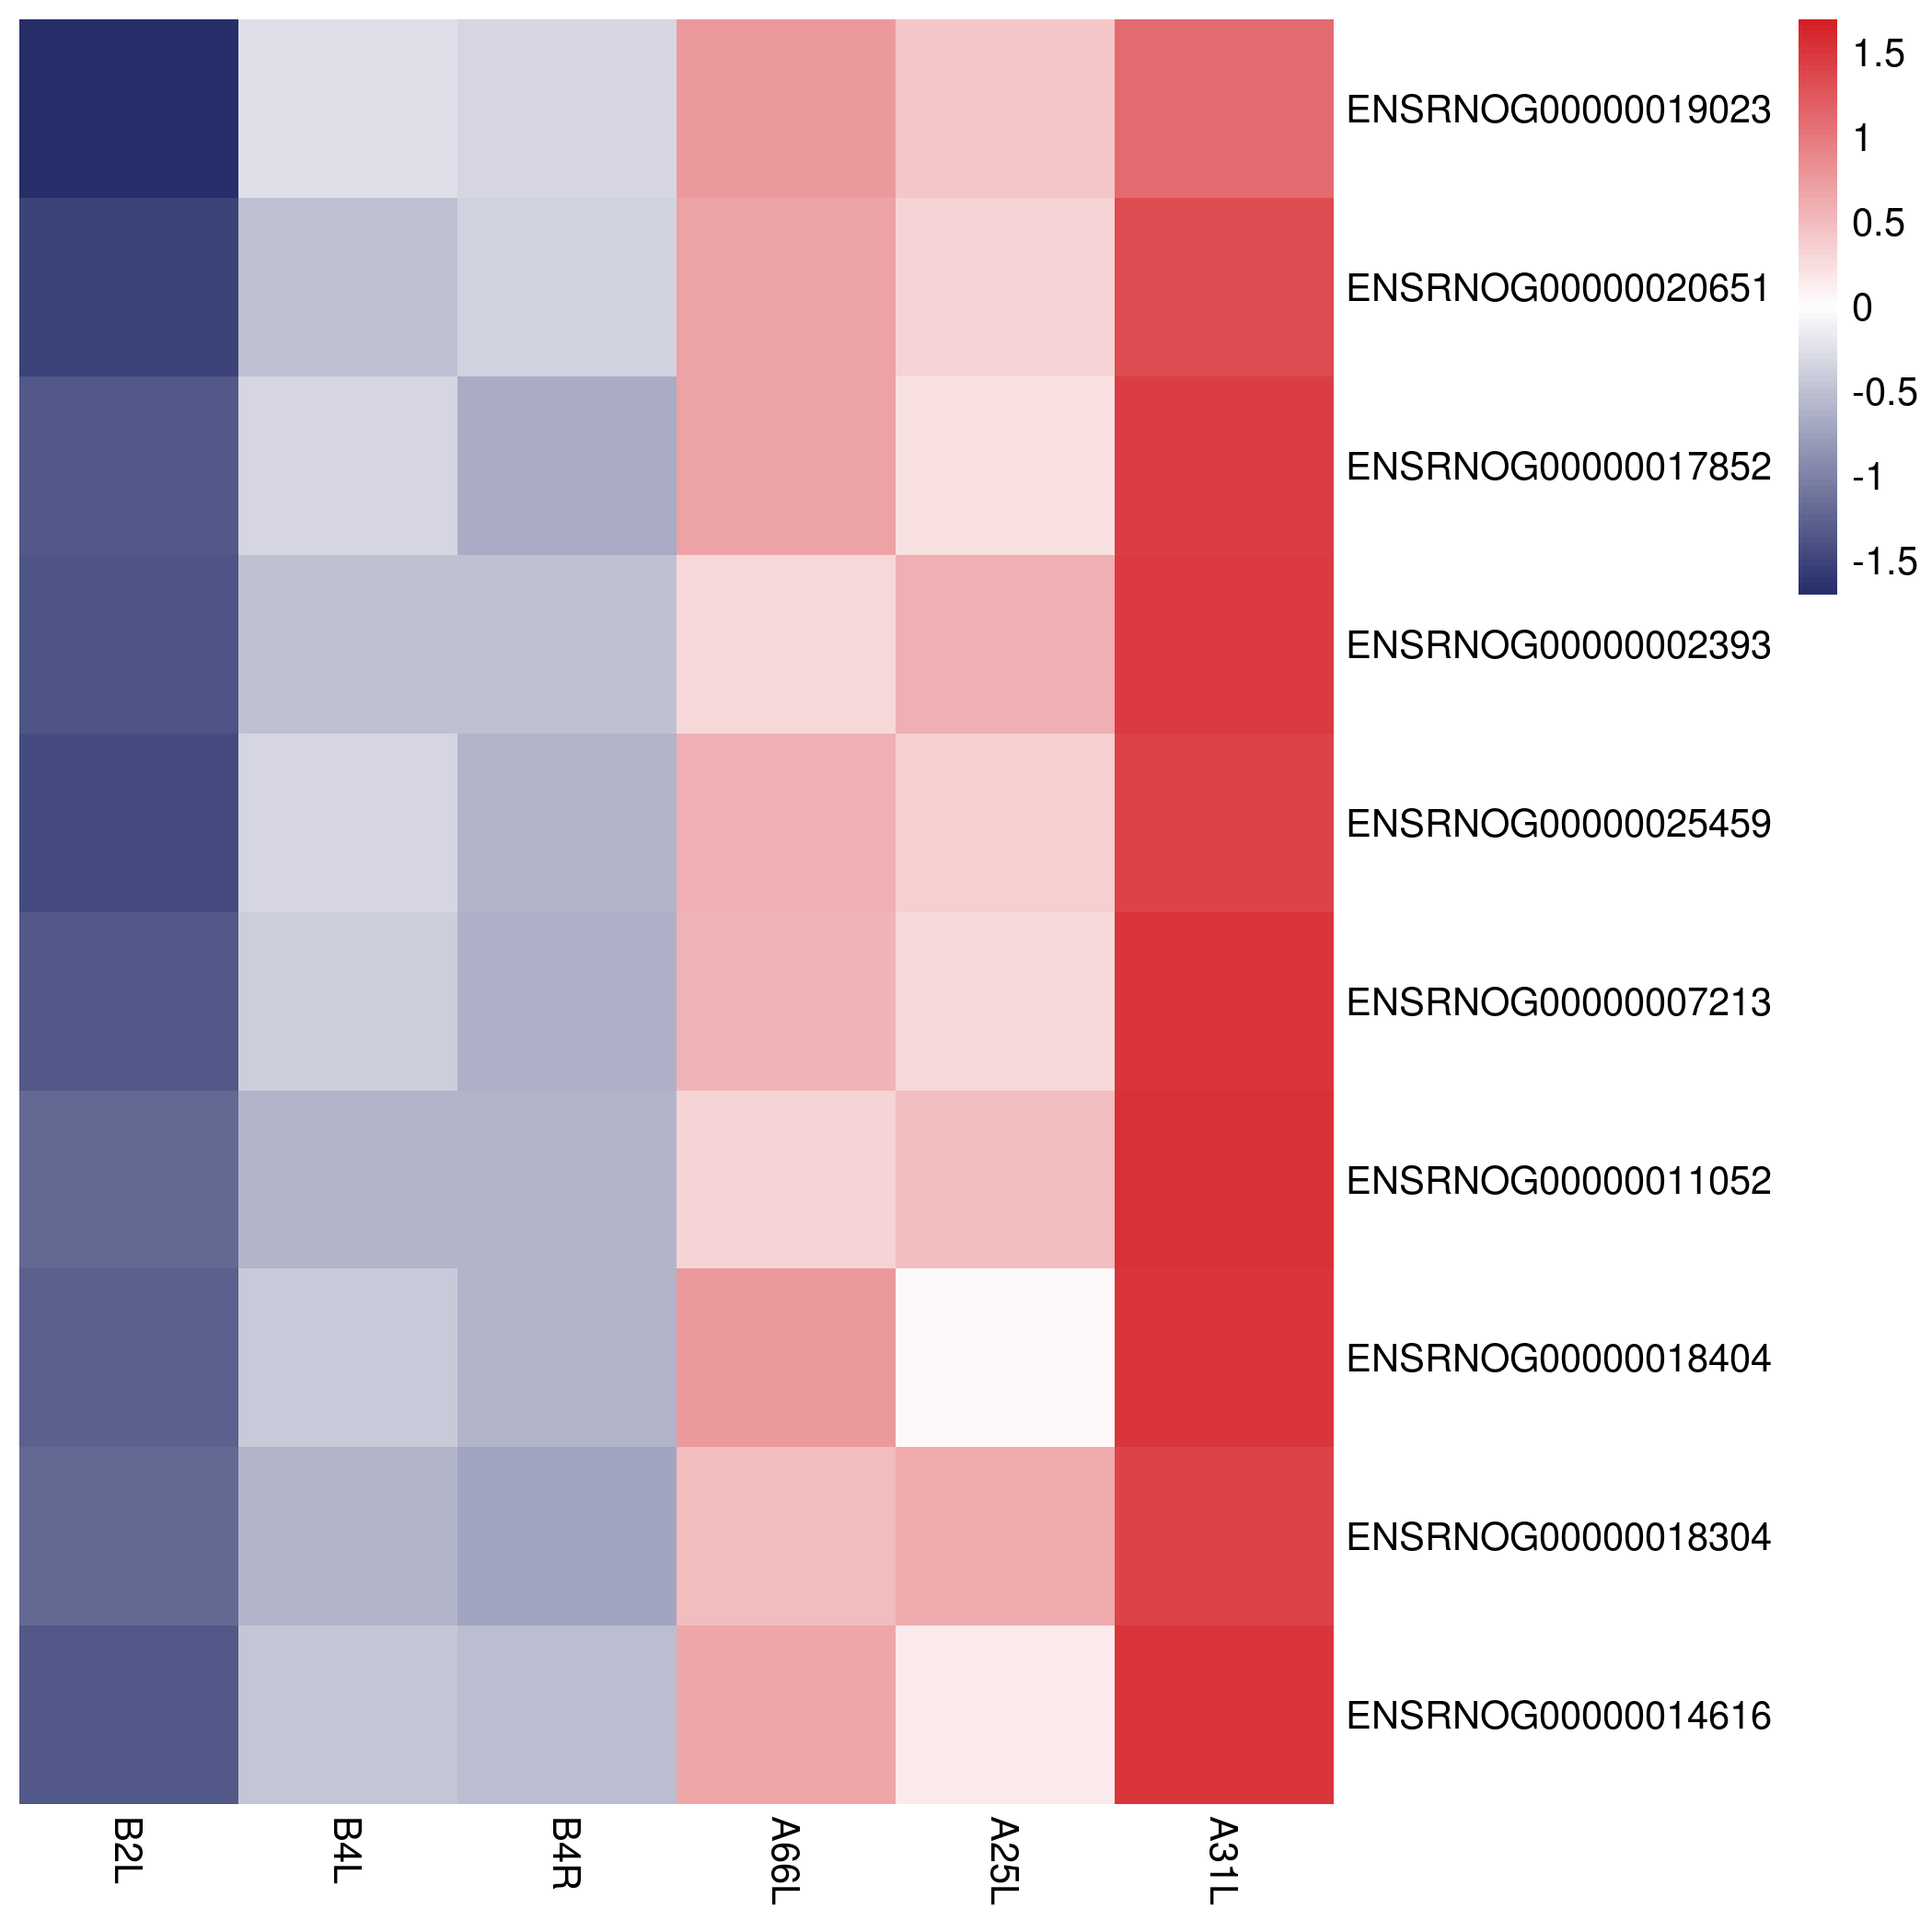 ENSRNOG00000019023
ENSRNOG00000020651
ENSRNOG00000017852
ENSRNOG00000002393
ENSRNOG00000025459
ENSRNOG00000007213
ENSRNOG00000011052
ENSRNOG00000018404
ENSRNOG00000018304
ENSRNOG00000014616
1.5
1
0.5
0
-0.5
-1
-1.5
B2L
B4L
B4R
A66L
A25L
A31L